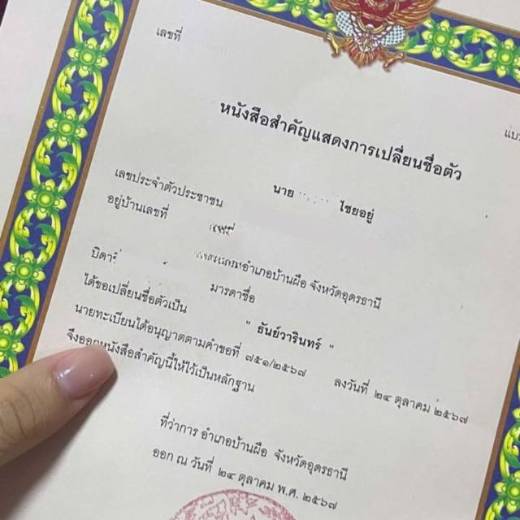 เลขที่
แบบ
หนังสือสำคัญแสดงการเปลี่ยนชื่อตัว
นาย ไชยอยู่
เลขประจำตัวประชาชน
อยู่บ้านเลขที่ อำเภอบ้านผือ จังหวัดอุดรธานี
บิดา มารดาชื่อ
ได้ขอเปลี่ยนชื่อตัวเป็น " ธันย์วารินทร์ "
นายทะเบียนได้อนุญาตตามคำขอที่ ๗๕๑/๒๕๖๗ ลงวันที่ ๒๔ ตุลาคม ๒๕๖๗
จึงออกหนังสือสำคัญนี้ให้ไว้เป็นหลักฐาน
ที่ว่าการ อำเภอบ้านผือ จังหวัดอุดรธานี
ออก ณ วันที่ ๒๔ ตุลาคม พ.ศ. ๒๕๖๗